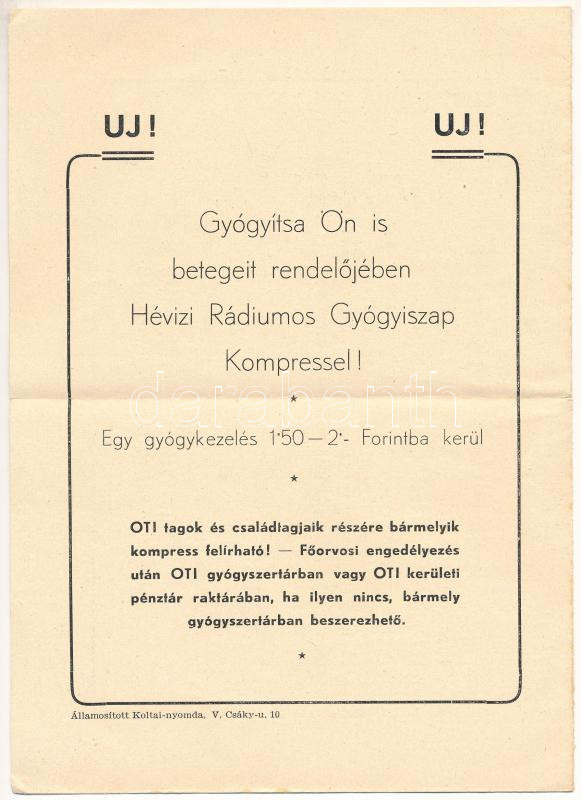 UJ! UJ!
Gyógyítsa Ön is
betegeit rendelőjében
Hévizi Rádiumos Gyógyiszap
Kompressel!
darabanth
Egy gyógykezelés 1·50 — 2·- Forintba kerül
OTI tagok és családtagjaik részére bármelyik
kompress felírható! — Főorvosi engedélyezés
után OTI gyógyszertárban vagy OTI kerületi
pénztár raktárában, ha ilyen nincs, bármely
gyógyszertárban beszerezhető.
Államosított Koltai-nyomda, V. Csáky-u. 10